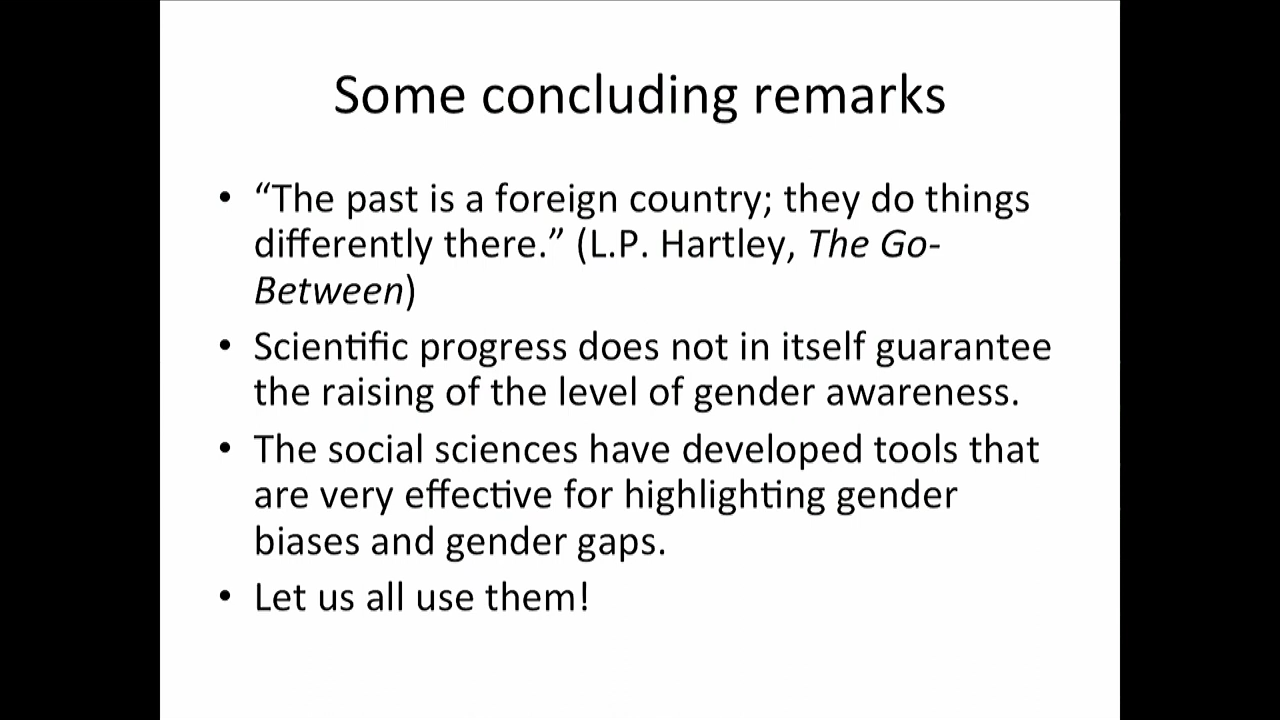 Some concluding remarks
• “The past is a foreign country; they do things
differently there.” (L.P. Hartley, The Go-
Between)
• Scientific progress does not in itself guarantee
the raising of the level of gender awareness.
• The social sciences have developed tools that
are very effective for highlighting gender
biases and gender gaps.
• Let us all use them!